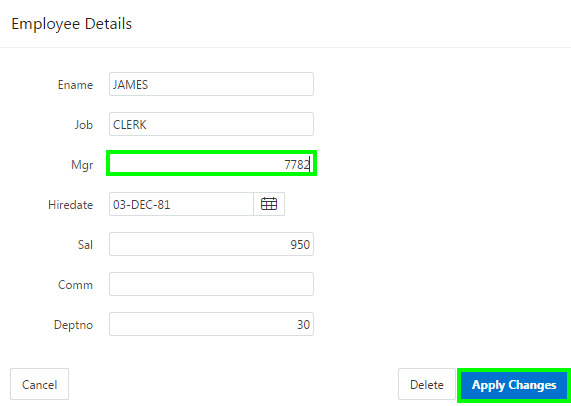 Employee Details
Ename JAMES
Job CLERK
Mgr 7782
Hiredate 03-DEC-81
Sal 950
Comm
Deptno 30
Cancel Delete Apply Changes